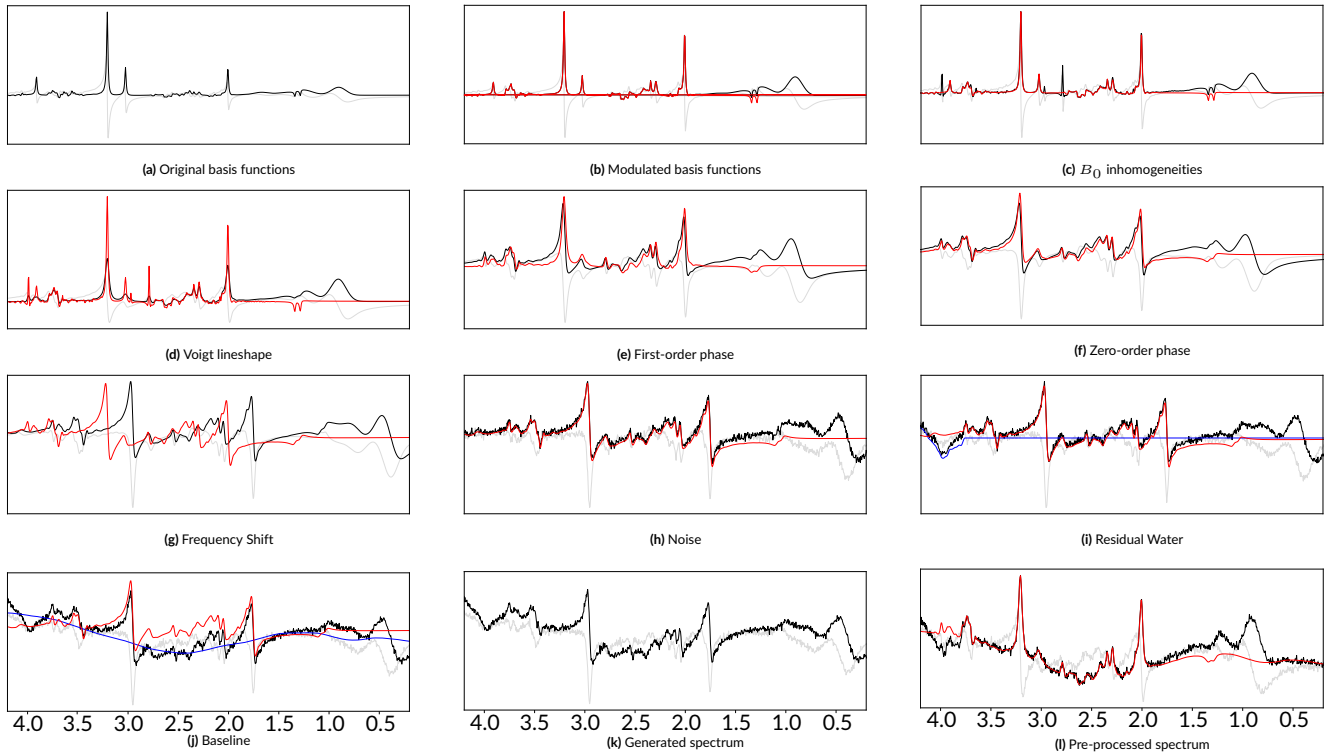 (a) Original basis functions
(b) Modulated basis functions
(c) B0 inhomogeneities
(d) Voigt lineshape
(e) First-order phase
(f) Zero-order phase
(g) Frequency Shift
(h) Noise
(i) Residual Water
4.0 3.5 3.0 2.5 2.0 1.5 1.0 0.5
4.0 3.5 3.0 2.5 2.0 1.5 1.0 0.5
4.0 3.5 3.0 2.5 2.0 1.5 1.0 0.5
(j) Baseline
(k) Generated spectrum
(l) Pre-processed spectrum